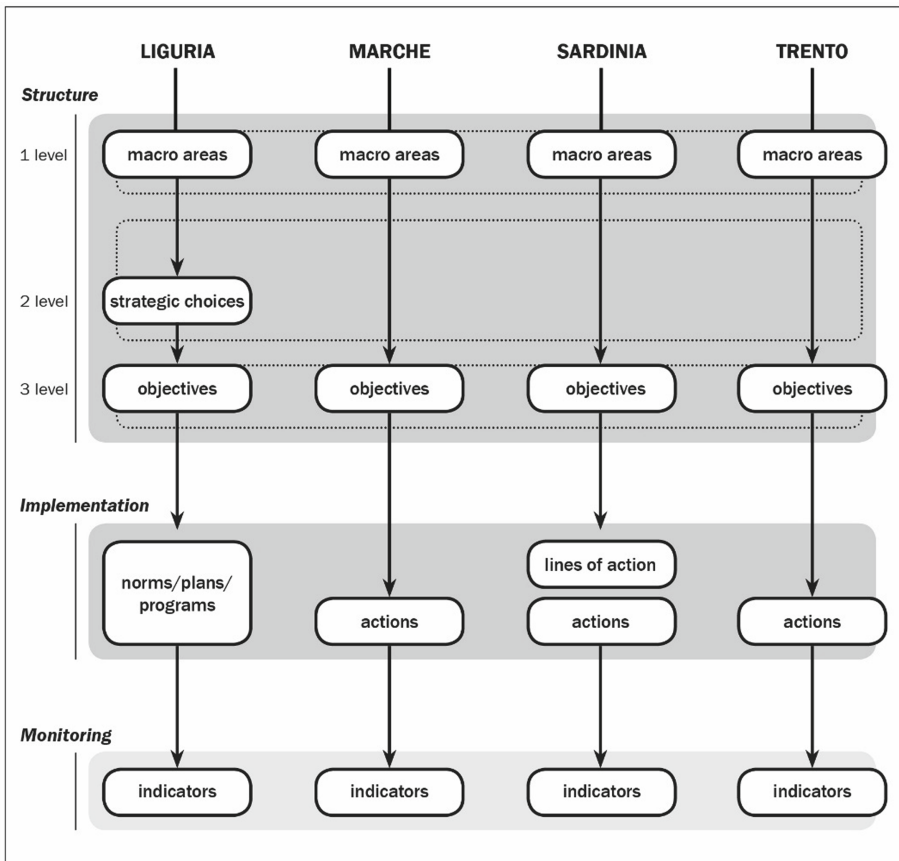 LIGURIA MARCHE SARDINIA TRENTO
Structure
1 level macro areas macro areas macro areas macro areas
2 level strategic choices
3 level objectives objectives objectives objectives
Implementation
lines of action
norms/plans/
programs
actions actions actions
Monitoring
indicators indicators indicators indicators